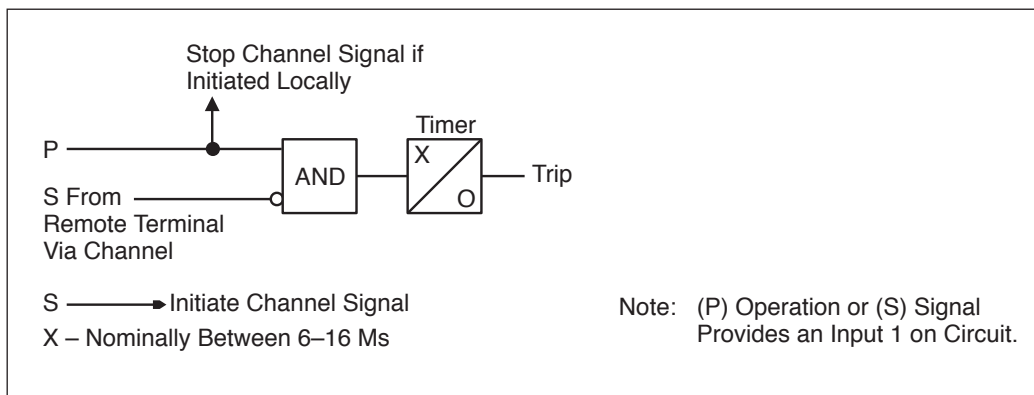 Stop Channel Signal if
Initiated Locally
Timer
P
X
AND
Trip
O
S From
Remote Terminal
Via Channel
S Initiate Channel Signal
X – Nominally Between 6–16 Ms
Note: (P) Operation or (S) Signal
Provides an Input 1 on Circuit.